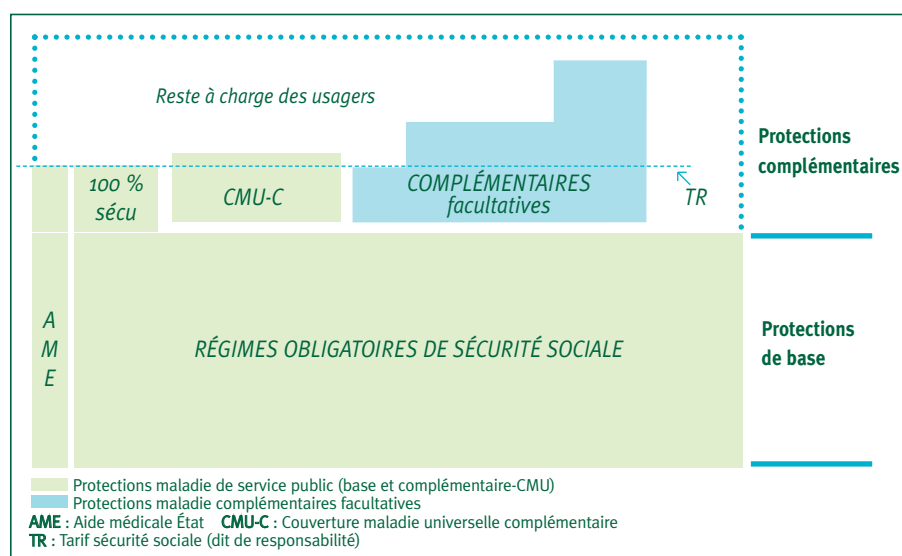 Reste à charge des usagers
Protections
complémentaires
100 %
sécu
CMU-C
COMPLÉMENTAIRES
facultatives
TR
A
M
E
RÉGIMES OBLIGATOIRES DE SÉCURITÉ SOCIALE
Protections
de base
Protections maladie de service public (base et complémentaire-CMU)
Protections maladie complémentaires facultatives
AME : Aide médicale État CMU-C : Couverture maladie universelle complémentaire
TR : Tarif sécurité sociale (dit de responsabilité)